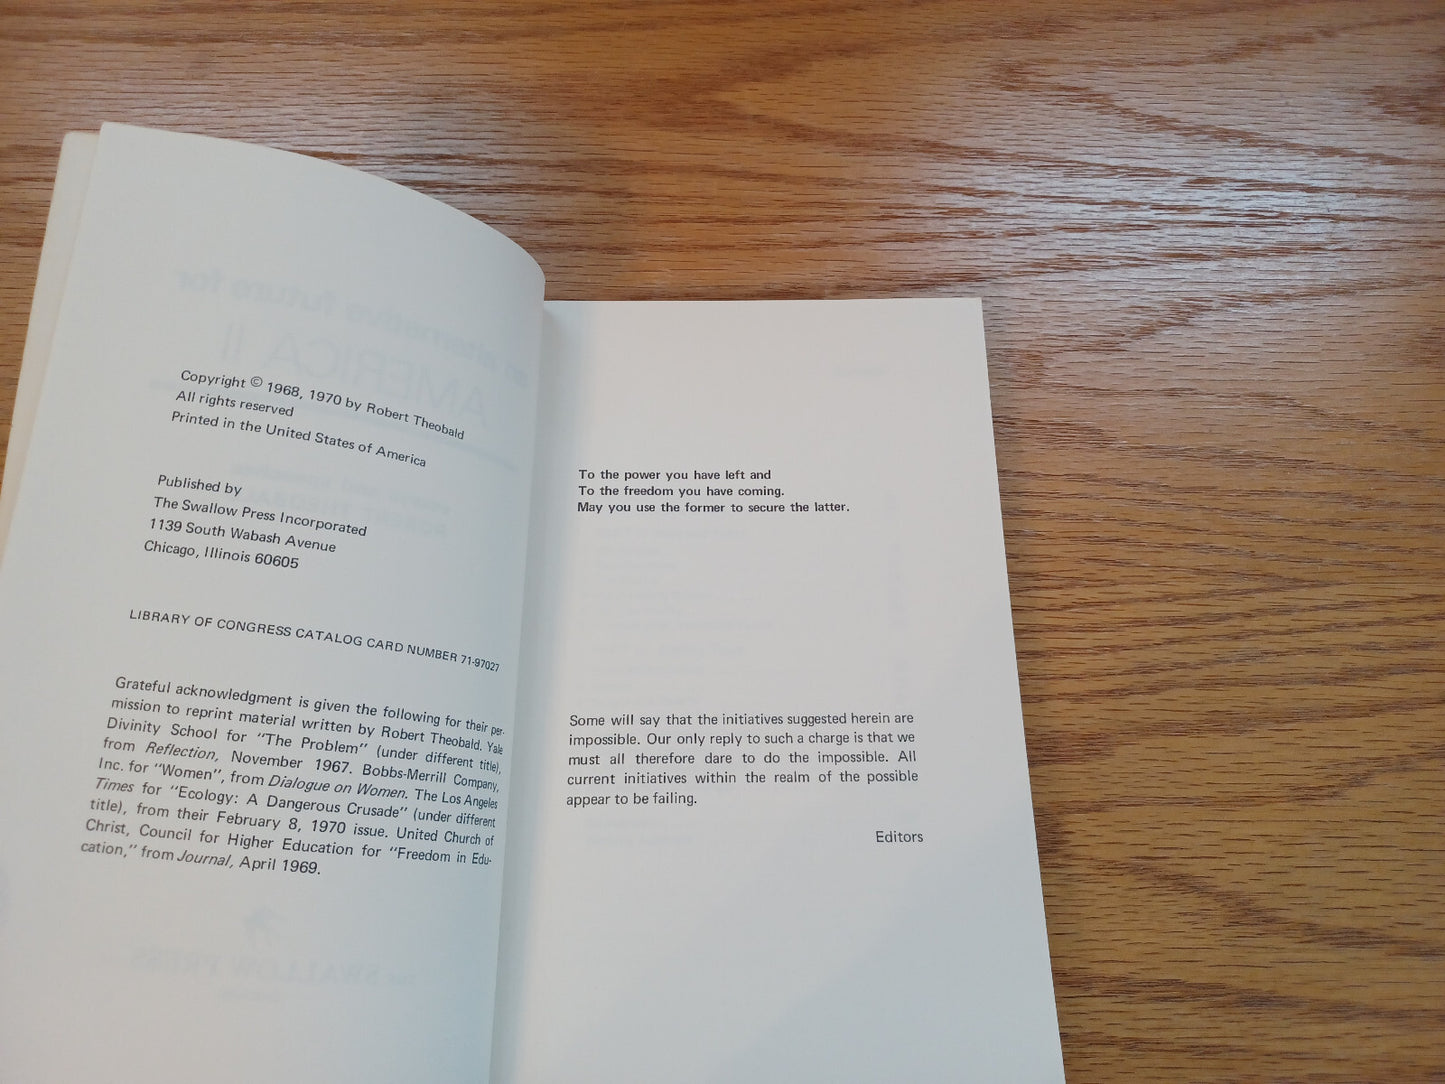 Copyright © 1968, 1970 by Robert Theobald
All rights reserved
Printed in the United States of America
Published by
The Swallow Press Incorporated
1139 South Wabash Avenue
Chicago, Illinois 60605
LIBRARY OF CONGRESS CATALOG CARD NUMBER 71-97027
Grateful acknowledgment is given the following for their per-
mission to reprint material written by Robert Theobald. Yale
Divinity School for "The Problem" (under different title),
from Reflection, November 1967. Bobbs-Merrill Company,
Inc. for "Women", from Dialogue on Women. The Los Angeles
Times for "Ecology: A Dangerous Crusade" (under different
title), from their February 8, 1970 issue. United Church of
Christ, Council for Higher Education for "Freedom in Edu-
cation," from Journal, April 1969.
an alternative future for
AMERICA II
THE SWALLOW PRESS
To the power you have left and
To the freedom you have coming.
May you use the former to secure the latter.
Some will say that the initiatives suggested herein are
impossible. Our only reply to such a charge is that we
must all therefore dare to do the impossible. All
current initiatives within the realm of the possible
appear to be failing.
Editors